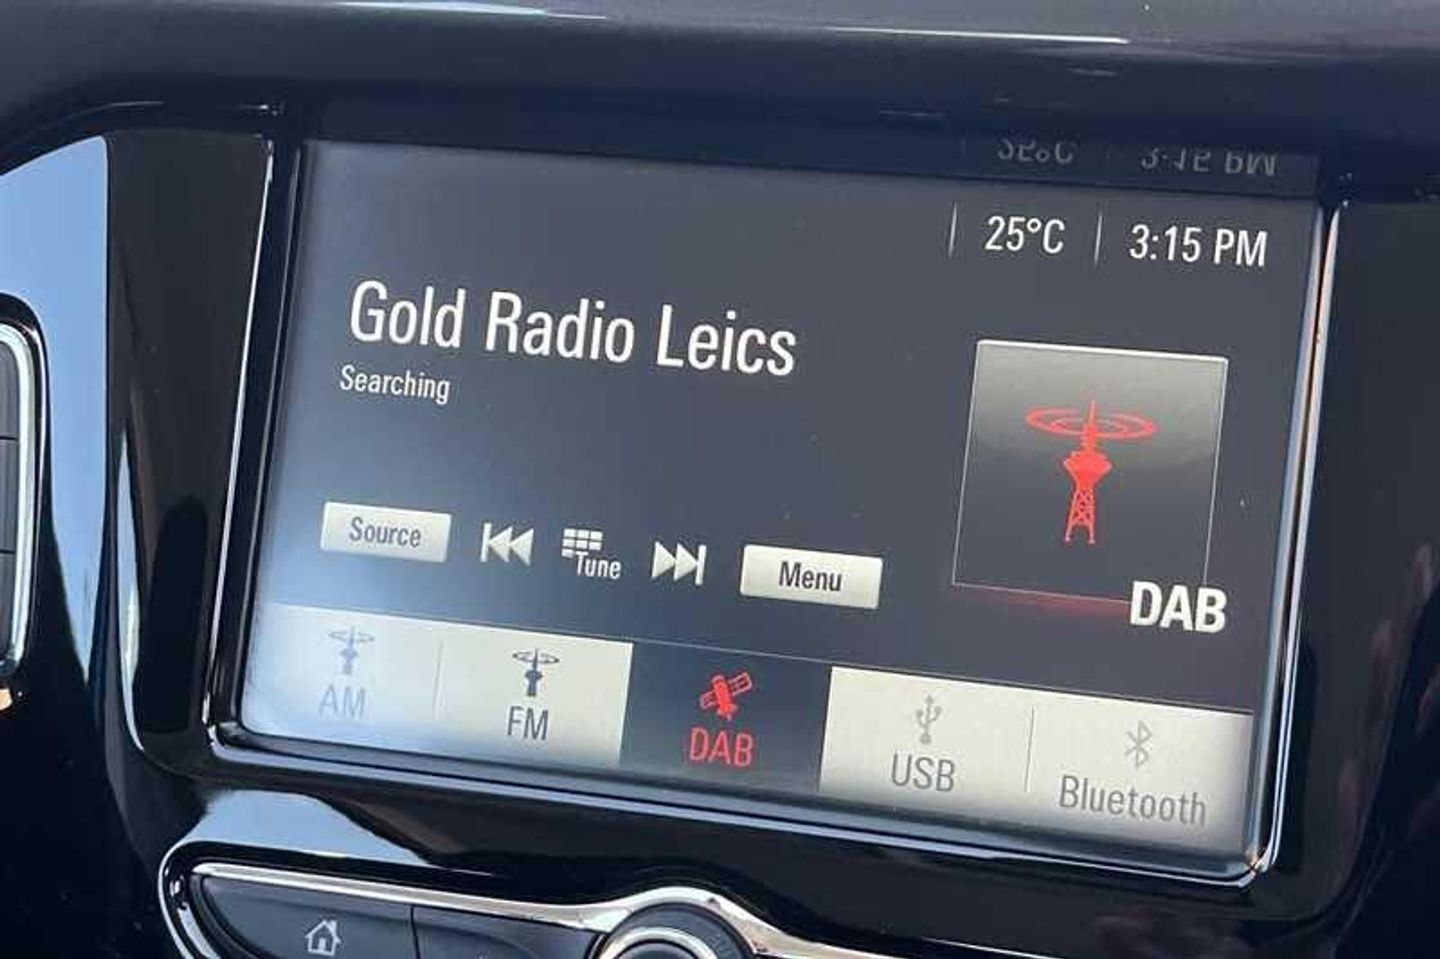 25°C 3:15 PM
Gold Radio Leics
Searching
Source Tune Menu
DAB
AM FM DAB USB Bluetooth